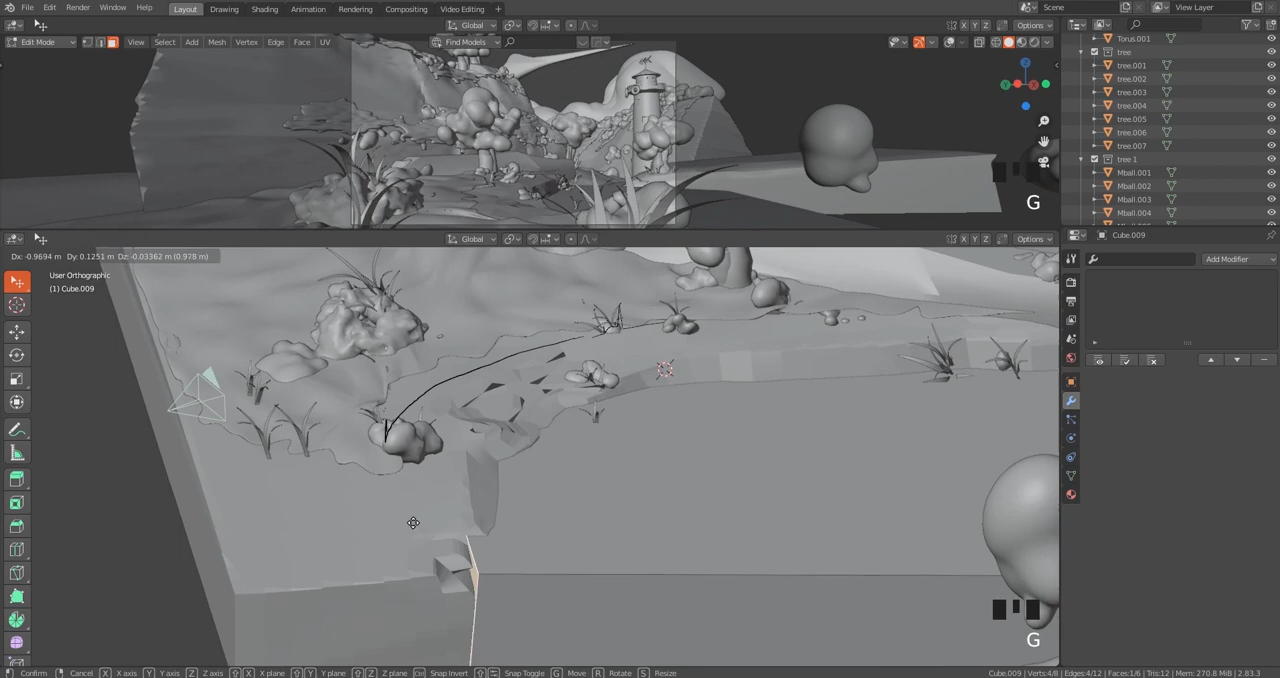 File Edit Render Window Help Layout Drawing Shading Animation Rendering Compositing Video Editing + Scene View Layer
Global X Y Z Options
Edit Mode View Select Add Mesh Vertex Edge Face UV Find Models
Torus.001
tree
tree.001
tree.002
tree.003
tree.004
tree.005
tree.006
tree.007
tree 1
Mball.001
Mball.002
Mball.003
Mball.004
Z
Y X
G
Global X Y Z Options
Cube.009
Dx: -0.9694 m Dy: 0.1251 m Dz: -0.03362 m (0.978 m)
Add Modifier
User Orthographic
(1) Cube.009
G
Confirm Cancel X X axis Y Y axis Z Z axis X X plane Y Y plane Z Z plane Ctrl Snap Invert Snap Toggle G Move R Rotate S Resize
Cube.009 | Verts:4/8 | Edges:4/12 | Faces:1/6 | Tris:12 | Mem: 270.8 MiB | 2.83.3